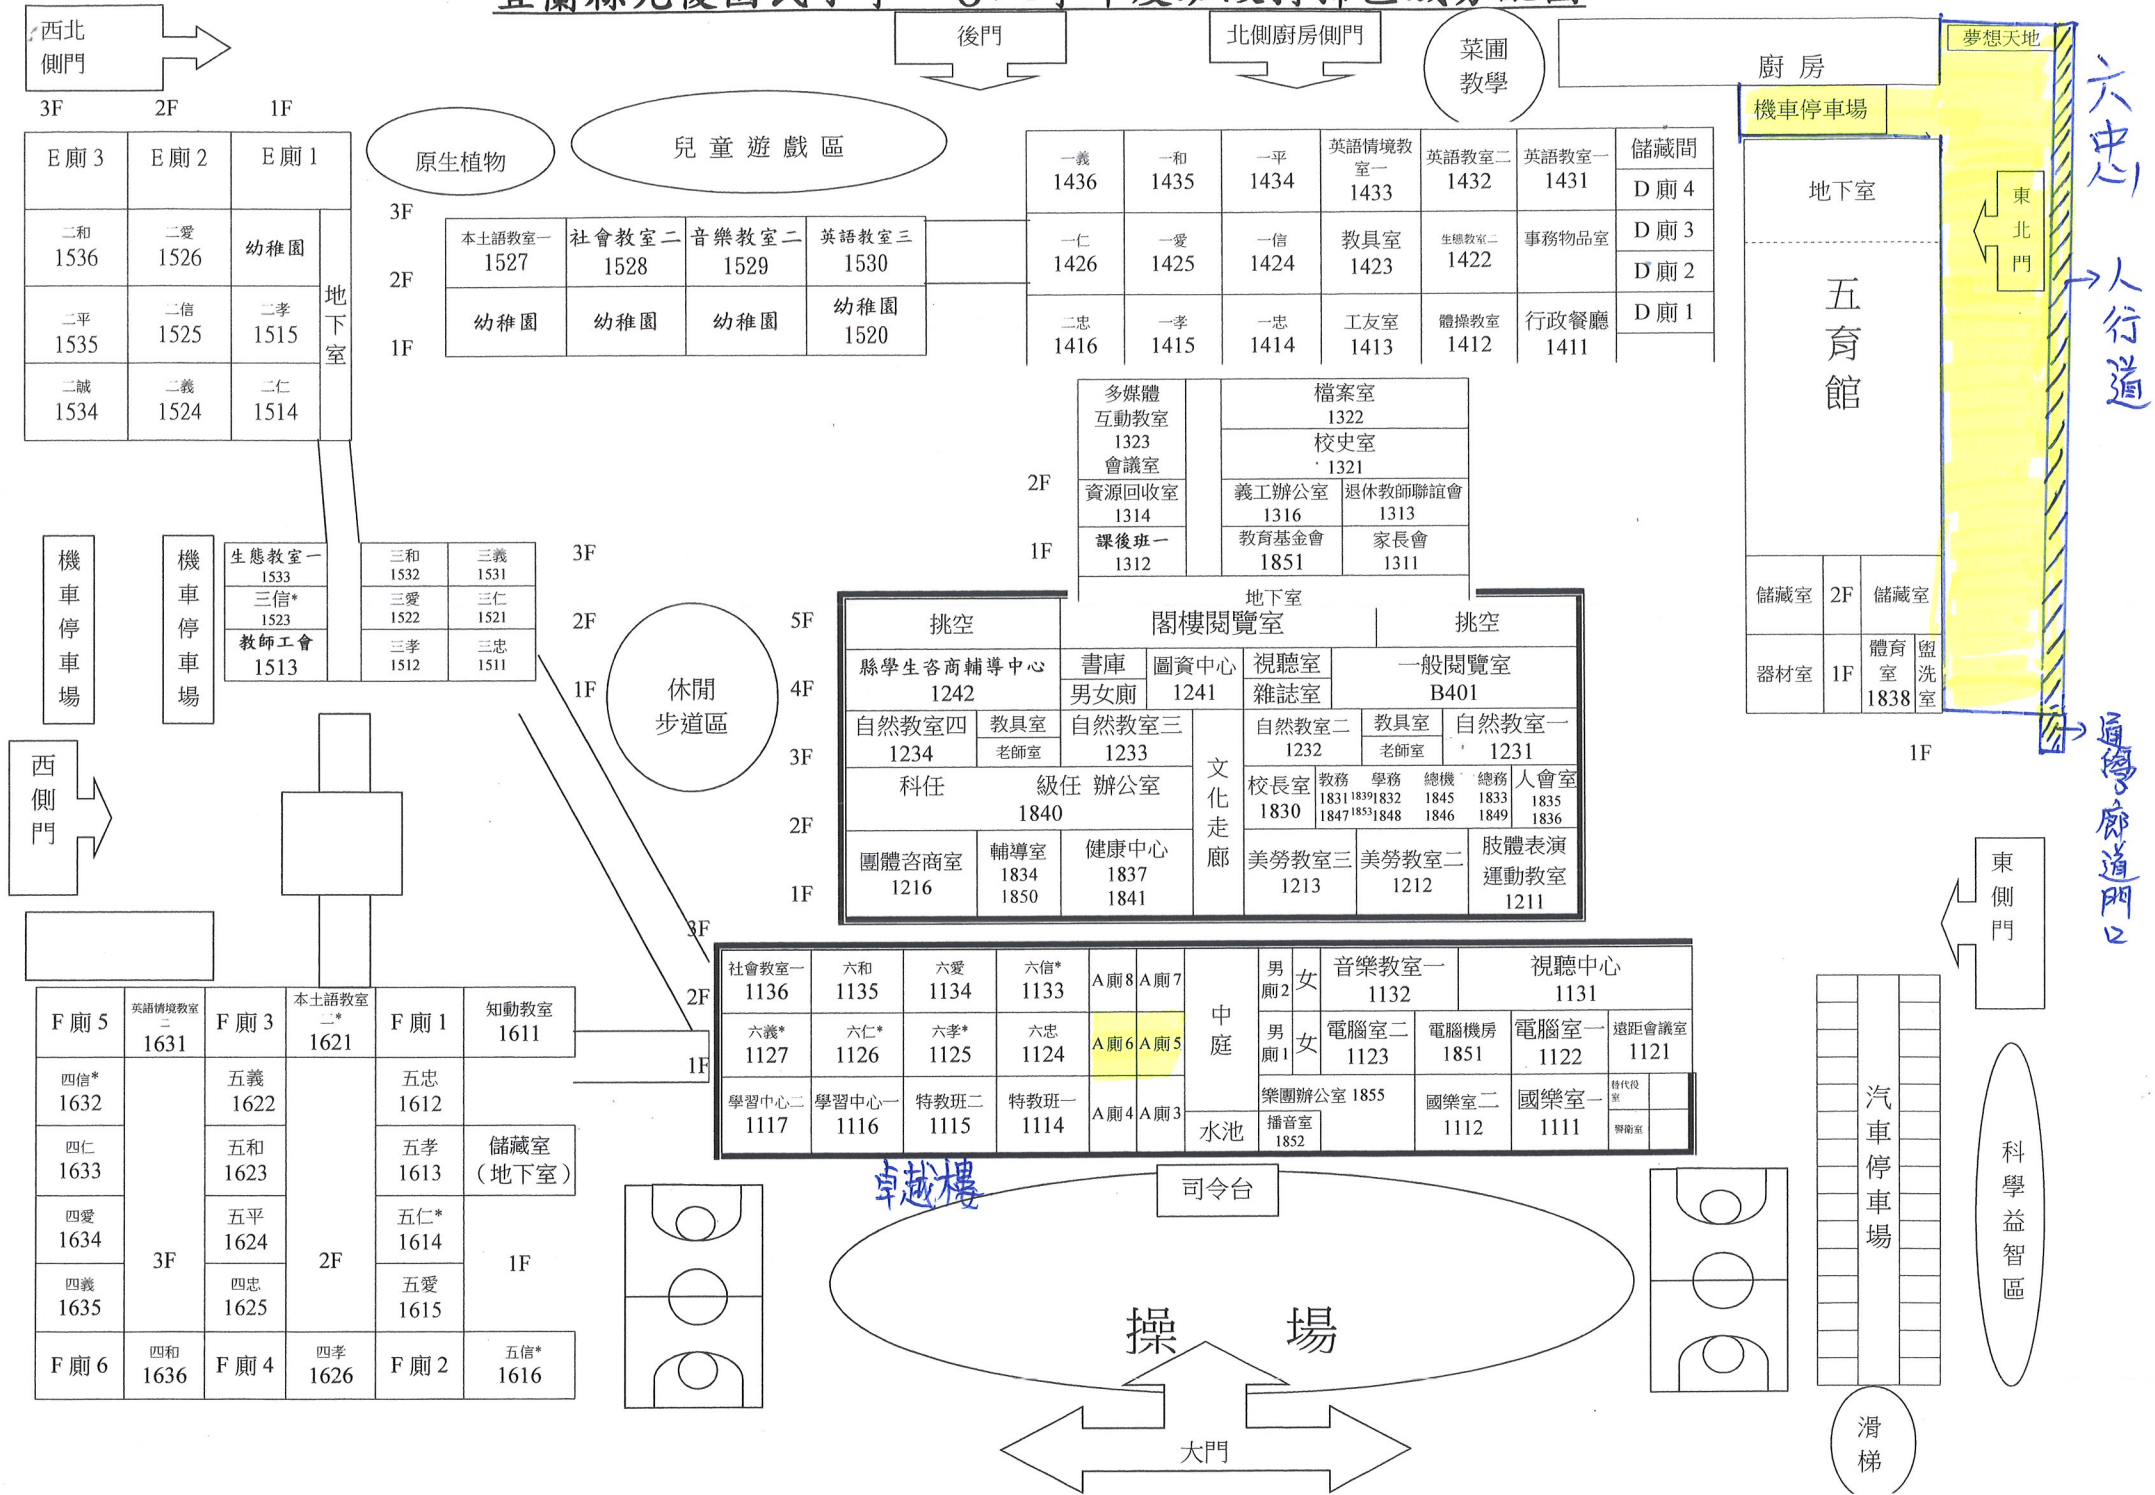 西北
側門
後門
北側廚房側門
菜圃
教學
廚 房
夢想天地
機車停車場
六忠
3F 2F 1F
E廁3 E廁2 E廁1
二和 二愛 幼稚園
1536 1526
二平 二信 二孝
1535 1525 1515
二誠 二義 二仁
1534 1524 1514
地下室
原生植物
兒童遊戲區
3F
本土語教室一 社會教室二 音樂教室二 英語教室三
1527 1528 1529 1530
2F
幼稚園 幼稚園 幼稚園 幼稚園
1520
1F
一義 一和 一平 英語情境教室一 英語教室二 英語教室一 儲藏間
1436 1435 1434 1433 1432 1431
D廁4
一仁 一愛 一信 教具室 生態教室二 事務物品室 D廁3
1426 1425 1424 1423 1422
D廁2
二忠 一孝 一忠 工友室 體操教室 行政餐廳 D廁1
1416 1415 1414 1413 1412 1411
地下室
五育館
東北門
人行道
多媒體
互動教室
1323
會議室
檔案室
1322
校史室
1321
2F
資源回收室 義工辦公室 退休教師聯誼會
1314 1316 1313
1F
課後班一 教育基金會 家長會
1312 1851 1311
地下室
儲藏室 2F 儲藏室
器材室 1F 體育室 盥洗室
1838
1F
通學廊道門口
機車停車場
機車停車場
生態教室一 三和 三義 3F
1533 1532 1531
三信* 三愛 三仁 2F
1523 1522 1521
教師工會 三孝 三忠 1F
1513 1512 1511
休閒
步道區
5F 挑空 閣樓閱覽室 挑空
4F 縣學生咨商輔導中心 書庫 圖資中心 視聽室 一般閱覽室
1242 男女廁 1241 雜誌室 B401
3F 自然教室四 教具室 自然教室三 自然教室二 教具室 自然教室一
1234 老師室 1233 1232 老師室 1231
文化走廊
2F 科任 級任 辦公室
1840
校長室 教務 學務 總機 總務 人會室
1830 1831 1839 1832 1845 1833 1835
1847 1853 1848 1846 1849 1836
1F 團體咨商室 輔導室 健康中心 美勞教室三 美勞教室二 肢體表演
運動教室
1216 1834 1837 1213 1212 1211
1850 1841
西側門
東側門
3F
社會教室一 六和 六愛 六信* A廁8 A廁7 男廁2 女 音樂教室一 視聽中心
1136 1135 1134 1133 1132 1131
2F
中庭
六義* 六仁* 六孝* 六忠 A廁6 A廁5 男廁1 女 電腦室二 電腦機房 電腦室一 遠距會議室
1127 1126 1125 1124 1123 1851 1122 1121
1F
學習中心二 學習中心一 特教班二 特教班一 A廁4 A廁3 水池
1117 1116 1115 1114
樂團辦公室 1855 國樂室二 國樂室一 替代役室
播音室 1112 1111 警衛室
1852
F廁5 英語情境教室二 F廁3 本土語教室二* F廁1 知動教室
1631 1621 1611
四信* 五義 五忠
1632 1622 1612
四仁 五和 五孝 儲藏室
1633 1623 1613 （地下室）
四愛 五平 五仁*
1634 3F 1624 2F 1614 1F
四義 四忠 五愛
1635 1625 1615
F廁6 四和 F廁4 四孝 F廁2 五信*
1636 1626 1616
卓越樓
司令台
操 場
大門
汽車停車場
科學益智區
滑梯